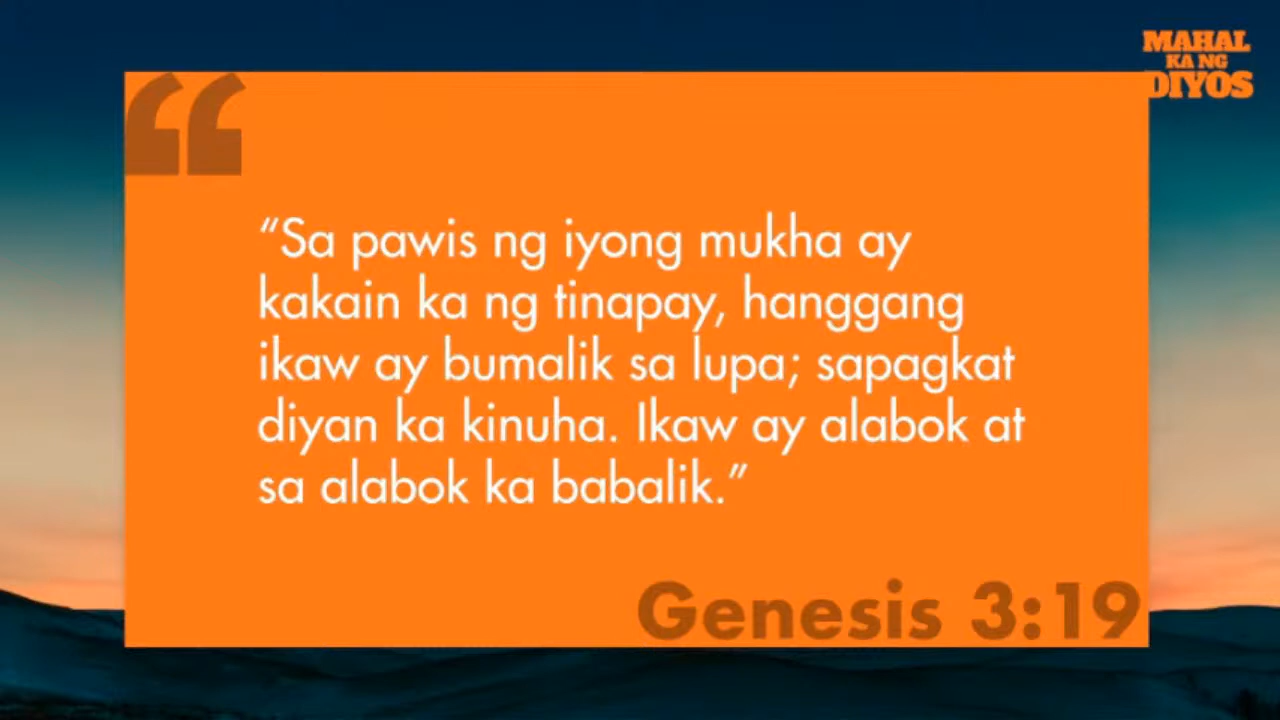 MAHAL
KA NG
DIYOS
“Sa pawis ng iyong mukha ay
kakain ka ng tinapay, hanggang
ikaw ay bumalik sa lupa; sapagkat
diyan ka kinuha. Ikaw ay alabok at
sa alabok ka babalik.”
Genesis 3:19